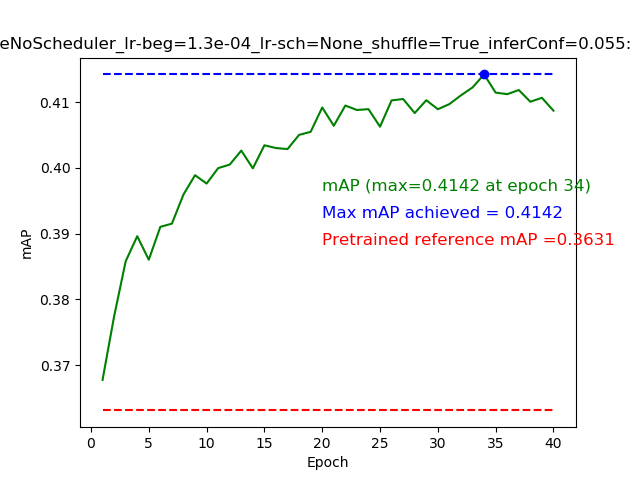 eNoScheduler_lr-beg=1.3e-04_lr-sch=None_shuffle=True_inferConf=0.055:
0.41
0.40
0.39
0.38
0.37
mAP
mAP (max=0.4142 at epoch 34)
Max mAP achieved = 0.4142
Pretrained reference mAP =0.3631
0 5 10 15 20 25 30 35 40
Epoch